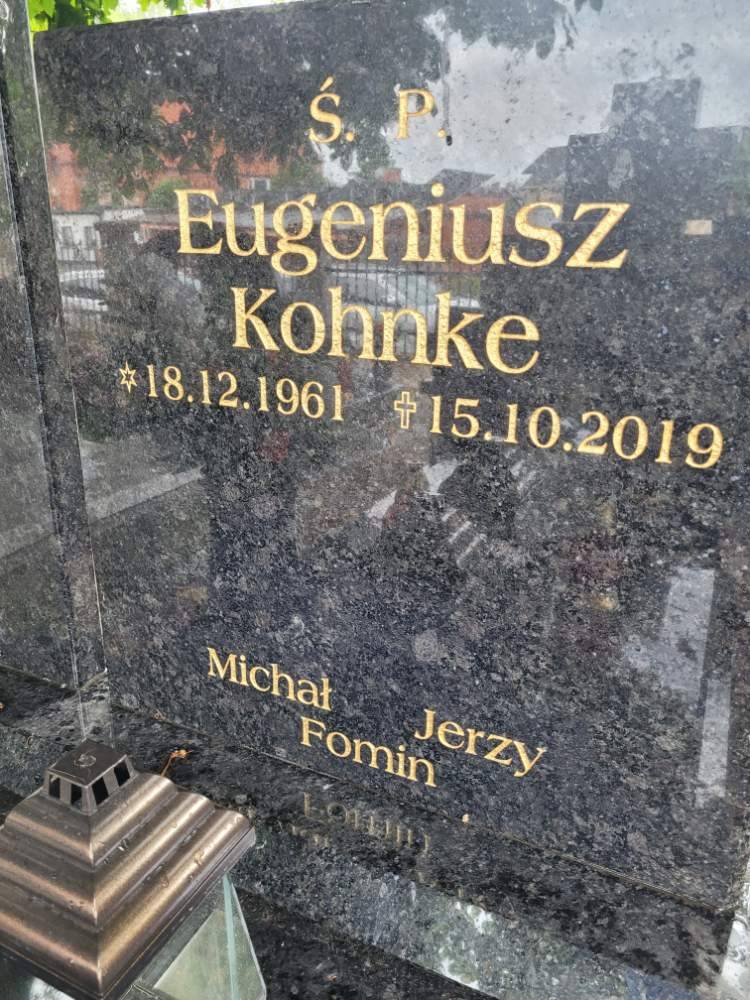 Ś. P.
Eugeniusz
Kohnke
✡18.12.1961 ✝15.10.2019
Michał Jerzy
Fomin